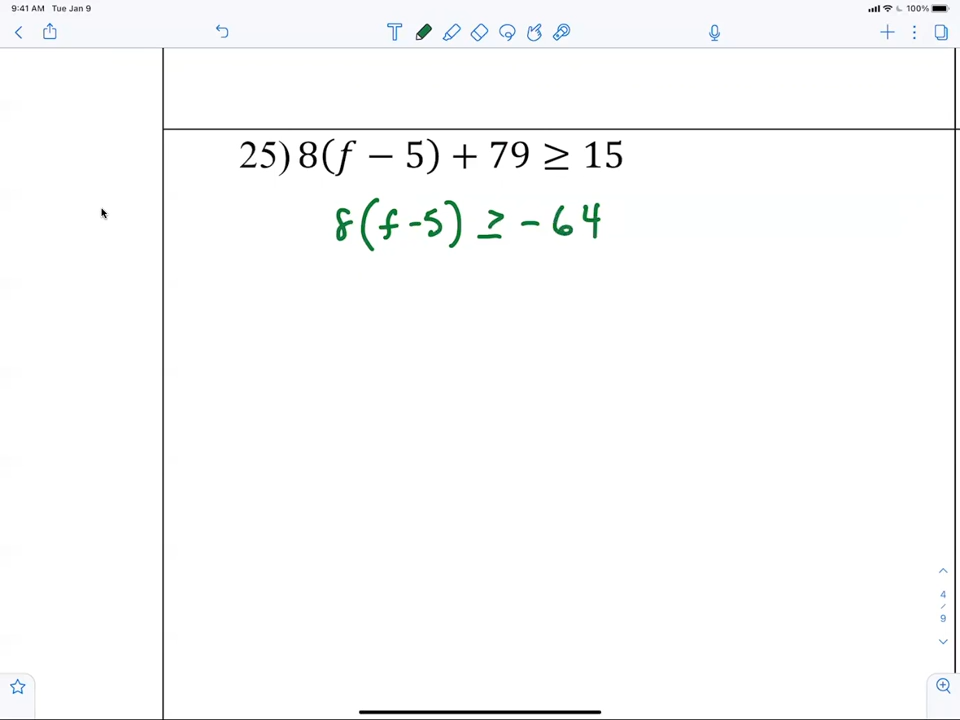 9:41 AM Tue Jan 9
100%
25) 8(f − 5) + 79 ≥ 15
8(f-5) ≥ -64
4
/
9